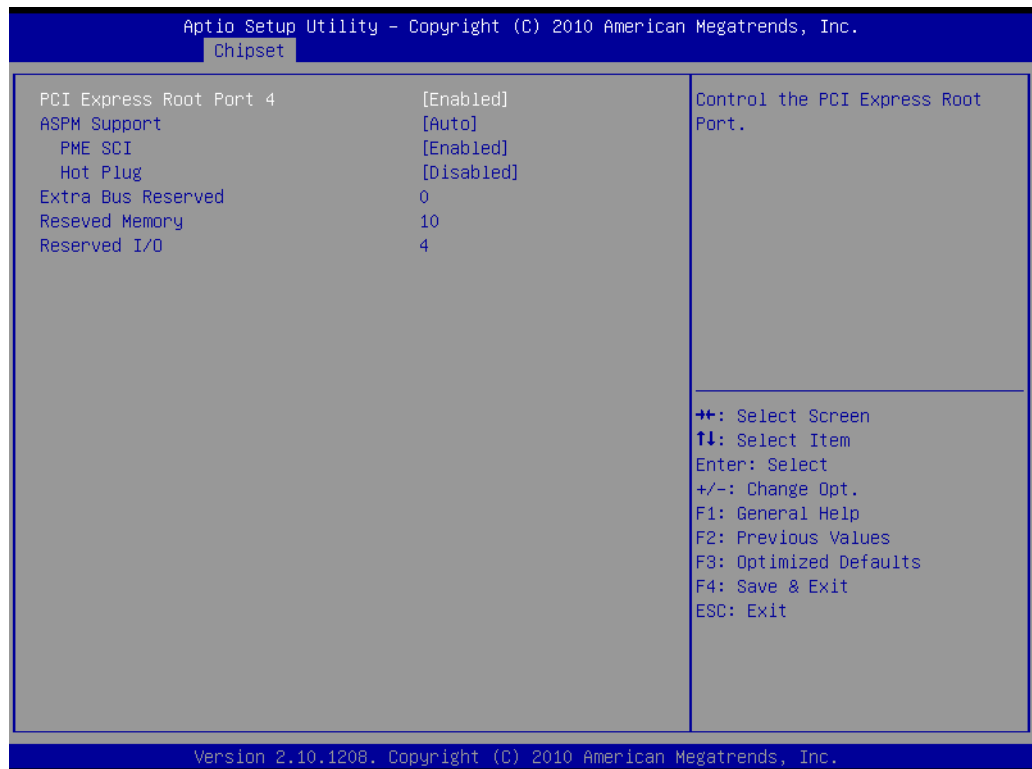 Aptio Setup Utility – Copyright (C) 2010 American Megatrends, Inc.
Chipset
PCI Express Root Port 4 [Enabled]
ASPM Support [Auto]
PME SCI [Enabled]
Hot Plug [Disabled]
Extra Bus Reserved 0
Reseved Memory 10
Reserved I/O 4
Control the PCI Express Root
Port.
→←: Select Screen
↑↓: Select Item
Enter: Select
+/-: Change Opt.
F1: General Help
F2: Previous Values
F3: Optimized Defaults
F4: Save & Exit
ESC: Exit
Version 2.10.1208. Copyright (C) 2010 American Megatrends, Inc.